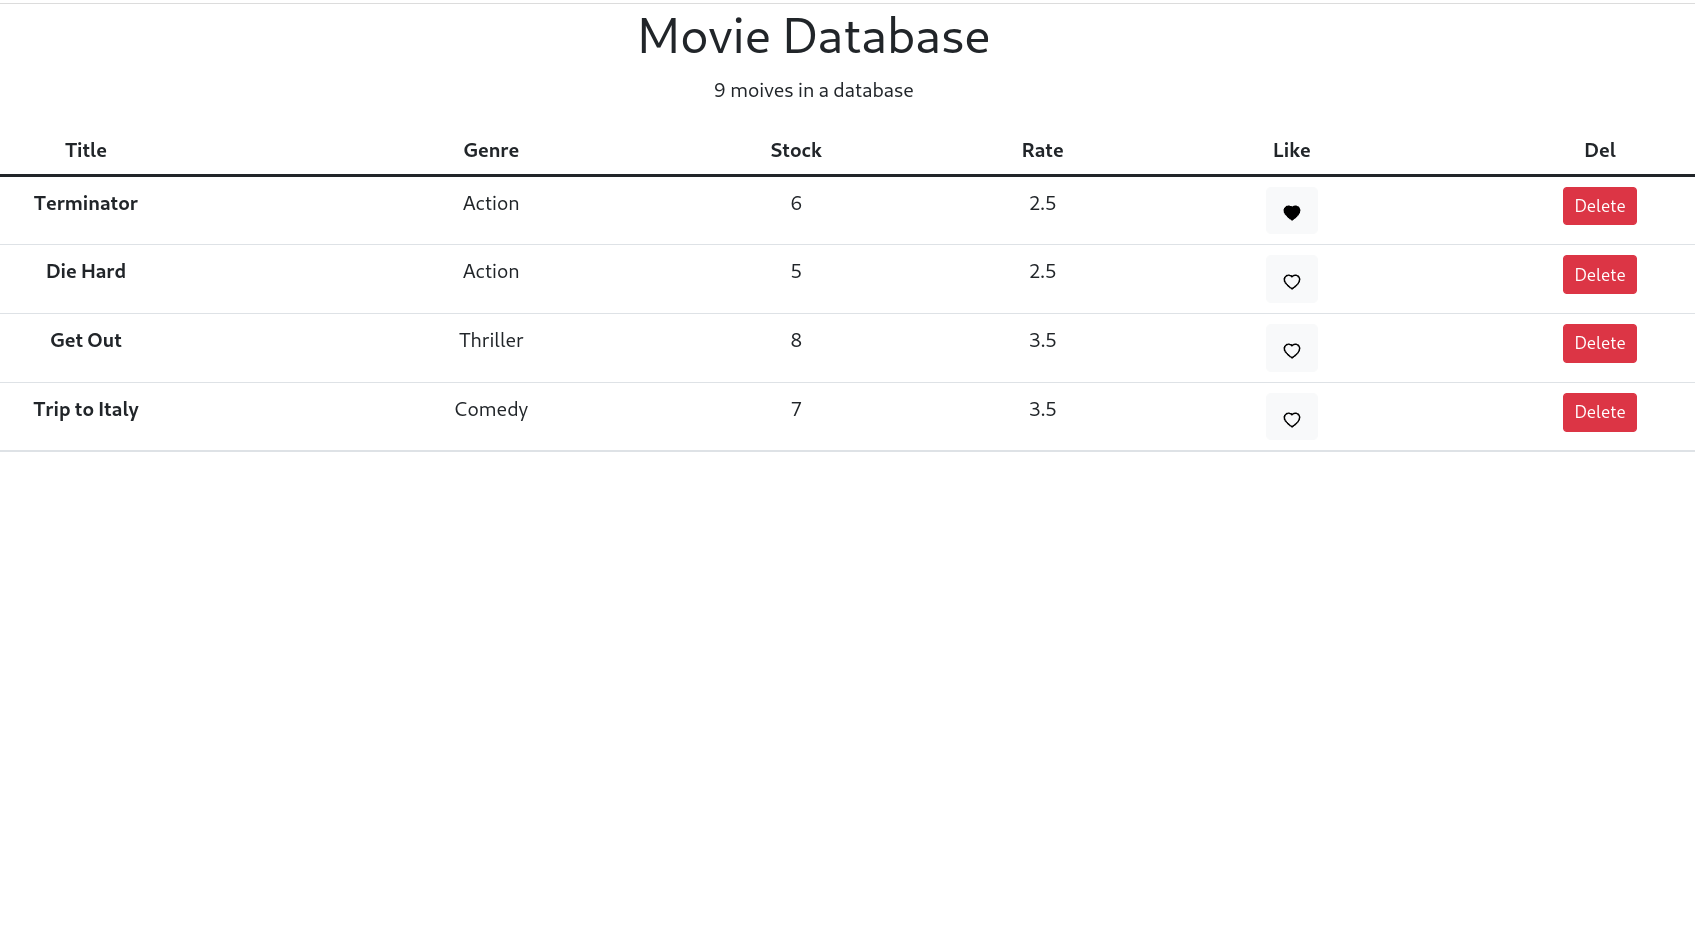 Movie Database
9 moives in a database
Title Genre Stock Rate Like Del
Terminator Action 6 2.5 Delete
Die Hard Action 5 2.5 Delete
Get Out Thriller 8 3.5 Delete
Trip to Italy Comedy 7 3.5 Delete